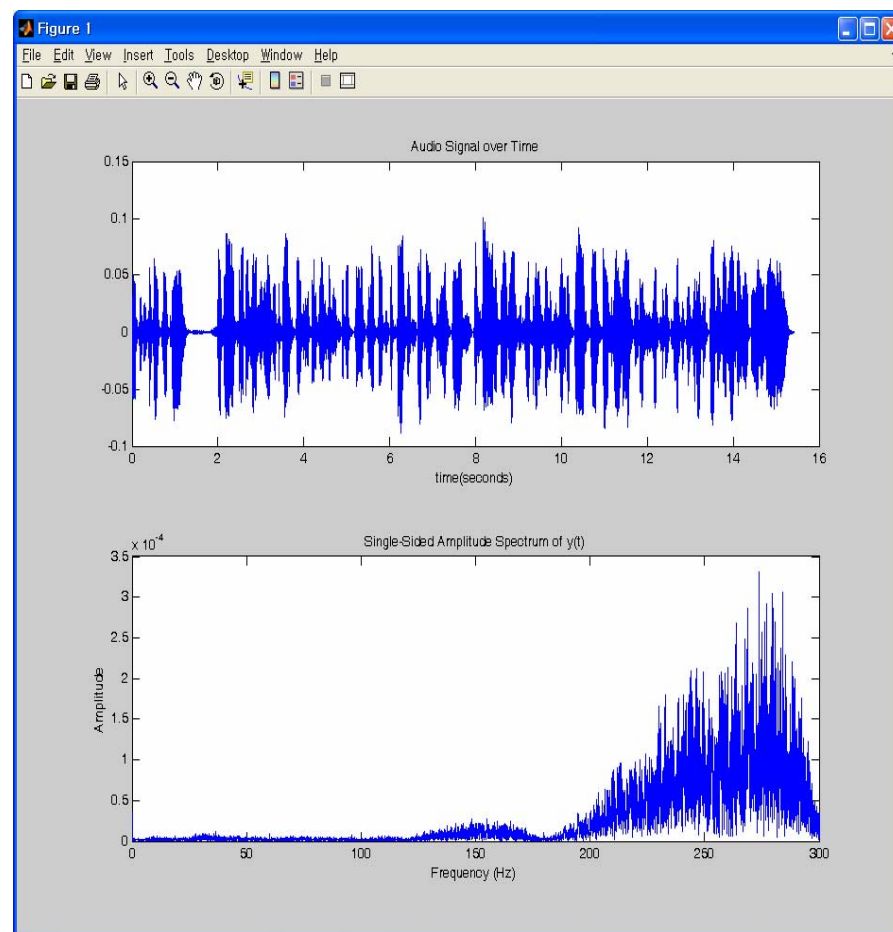 Figure 1
File Edit View Insert Tools Desktop Window Help
Audio Signal over Time
0.15
0.1
0.05
0
-0.05
-0.1
0 2 4 6 8 10 12 14 16
time(seconds)
x 10^-4
Single-Sided Amplitude Spectrum of y(t)
3.5
3
2.5
2
1.5
1
0.5
0
Amplitude
0 50 100 150 200 250 300
Frequency (Hz)